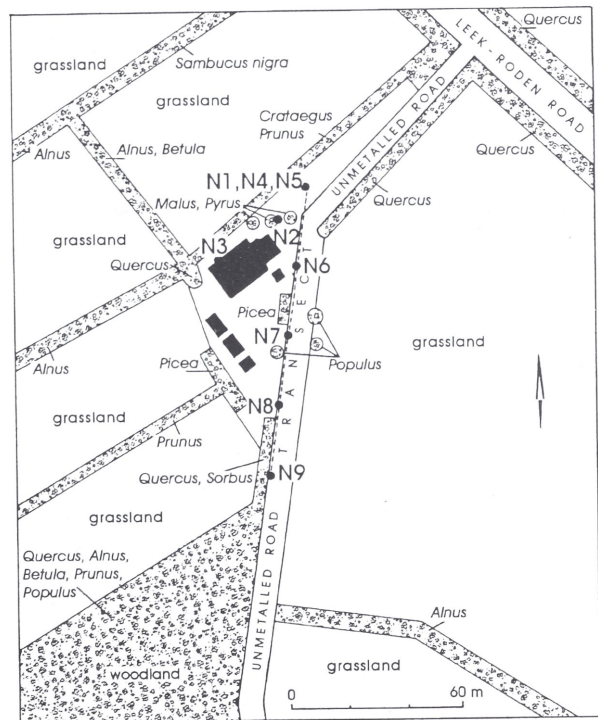 Quercus
LEEK-RODEN ROAD
grassland
Sambucus nigra
grassland
Crataegus
Prunus
UNMETALLED ROAD
Quercus
Alnus
Alnus, Betula
N1,N4,N5
Quercus
Malus, Pyrus
N2
N3
grassland
Quercus
N6
Picea
grassland
N7
Populus
Alnus
Picea
TRANSECT
N8
grassland
Prunus
Quercus, Sorbus
N9
grassland
Quercus, Alnus,
Betula, Prunus,
Populus
UNMETALLED ROAD
Alnus
woodland
grassland
0 60 m